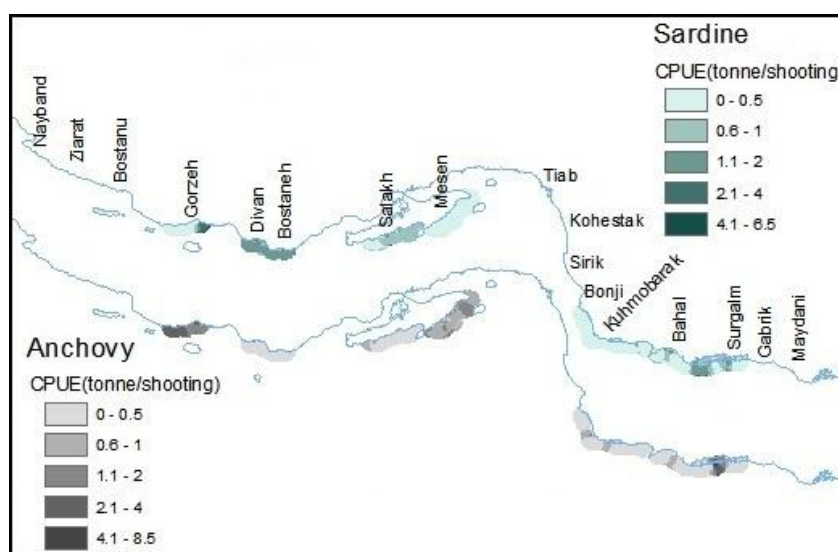 Sardine
CPUE(tonne/shooting)
0 - 0.5
0.6 - 1
1.1 - 2
2.1 - 4
4.1 - 6.5
Nayband
Ziarat
Bostanu
Gorzeh
Divan
Bostaneh
Salakh
Mesen
Tiab
Kohestak
Sirik
Bonji
Kuhmobarak
Bahal
Surgalm
Gabrik
Maydani
Anchovy
CPUE(tonne/shooting)
0 - 0.5
0.6 - 1
1.1 - 2
2.1 - 4
4.1 - 8.5